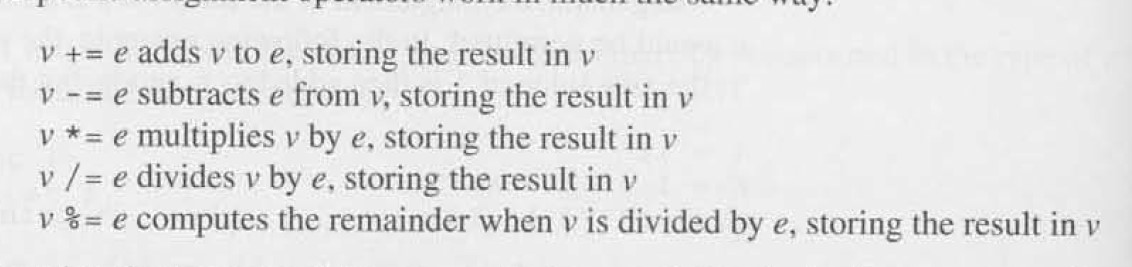 v += e adds v to e, storing the result in v
v -= e subtracts e from v, storing the result in v
v *= e multiplies v by e, storing the result in v
v /= e divides v by e, storing the result in v
v %= e computes the remainder when v is divided by e, storing the result in v